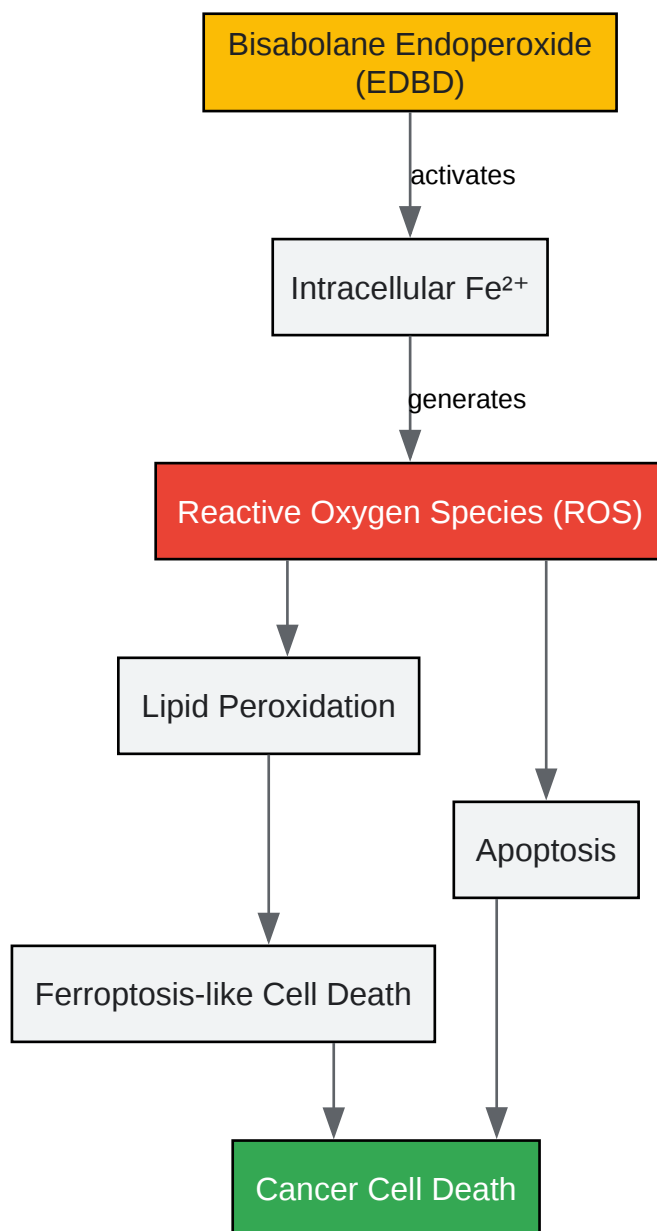 Bisabolane Endoperoxide
(EDBD)
activates
Intracellular Fe²⁺
generates
Reactive Oxygen Species (ROS)
Lipid Peroxidation
Apoptosis
Ferroptosis-like Cell Death
Cancer Cell Death